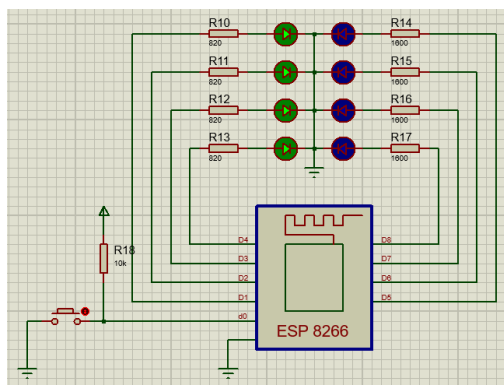 R10
820
R14
1600
R11
820
R15
1600
R12
820
R16
1600
R13
820
R17
1600
R18
10k
D4
D8
D3
D7
D2
D6
D1
D5
d0
ESP 8266